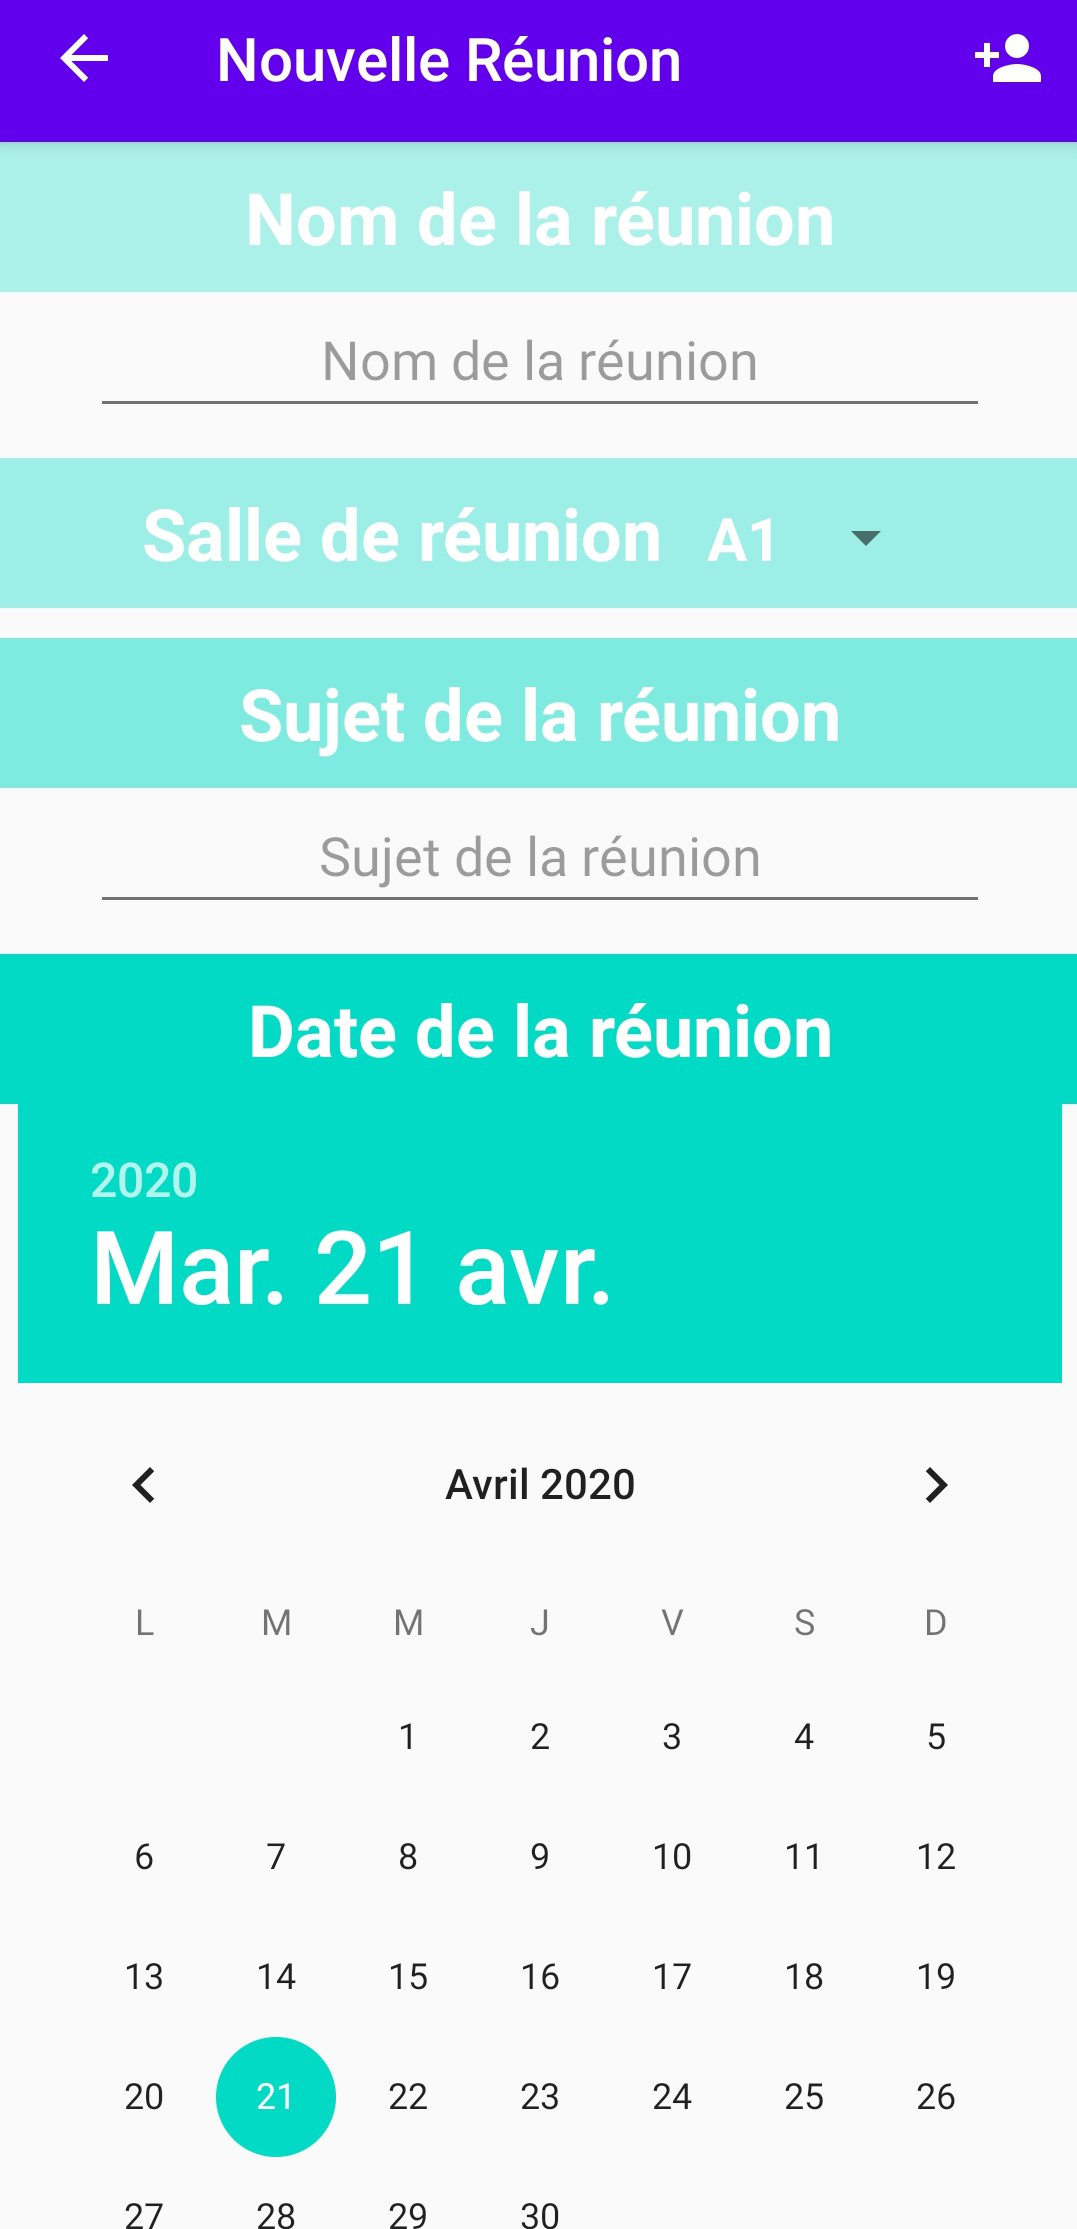 Nouvelle Réunion
Nom de la réunion
Nom de la réunion
Salle de réunion A1
Sujet de la réunion
Sujet de la réunion
Date de la réunion
2020
Mar. 21 avr.
Avril 2020
L M M J V S D
1 2 3 4 5
6 7 8 9 10 11 12
13 14 15 16 17 18 19
20 21 22 23 24 25 26
27 28 29 30